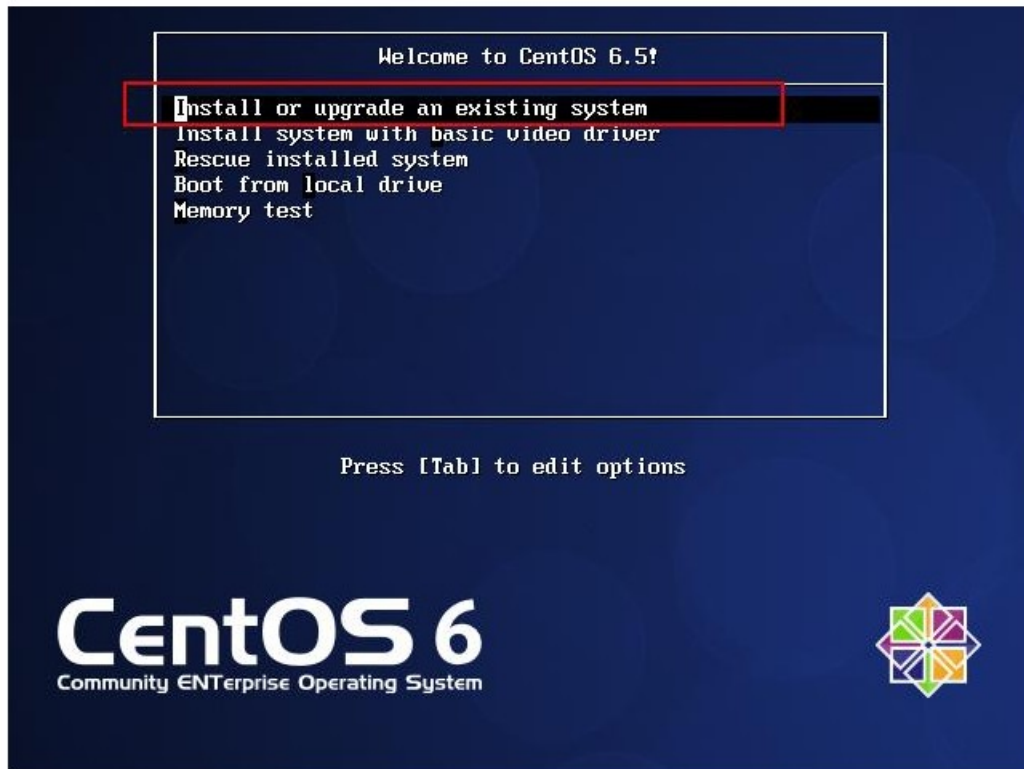 Welcome to CentOS 6.5!
Install or upgrade an existing system
Install system with basic video driver
Rescue installed system
Boot from local drive
Memory test
Press [Tab] to edit options
CentOS 6
Community ENTerprise Operating System